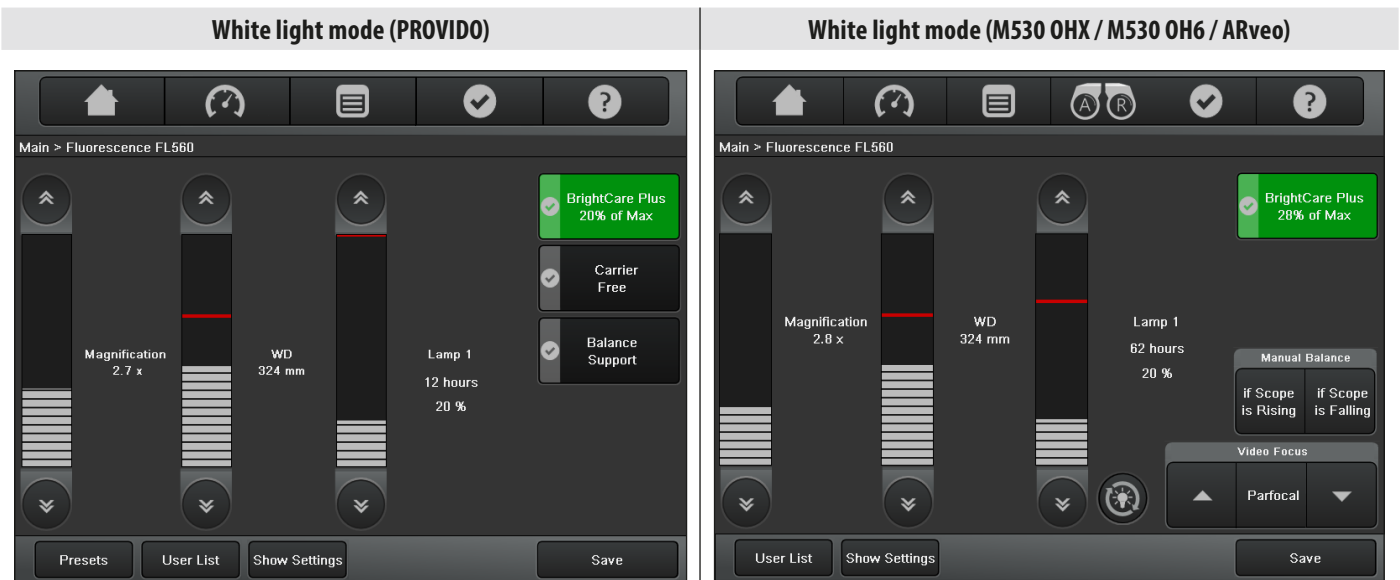 White light mode (PROVIDO)
?
Main > Fluorescence FL560
BrightCare Plus
20% of Max
Carrier
Free
Balance
Support
Magnification
2.7 x
WD
324 mm
Lamp 1
12 hours
20 %
Presets
User List
Show Settings
Save
White light mode (M530 OHX / M530 OH6 / ARveo)
A
R
?
Main > Fluorescence FL560
BrightCare Plus
28% of Max
Magnification
2.8 x
WD
324 mm
Lamp 1
62 hours
20 %
Manual Balance
if Scope
is Rising
if Scope
is Falling
Video Focus
Parfocal
User List
Show Settings
Save